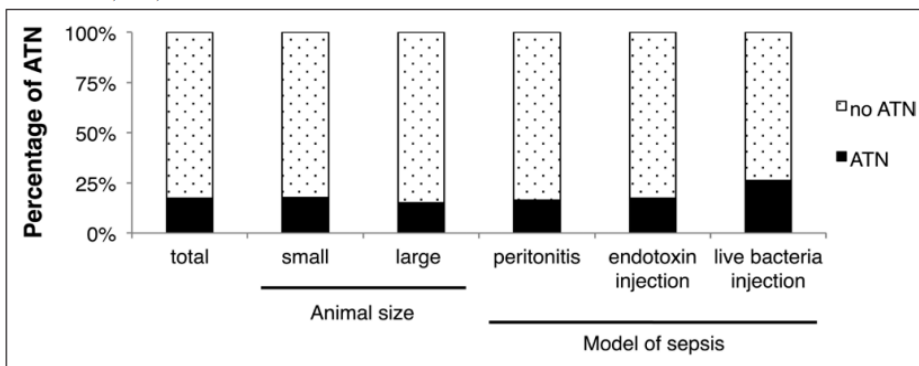 Percentage of ATN
100%
75%
50%
25%
0%
no ATN
ATN
total
small
large
peritonitis
endotoxin
injection
live bacteria
injection
Animal size
Model of sepsis